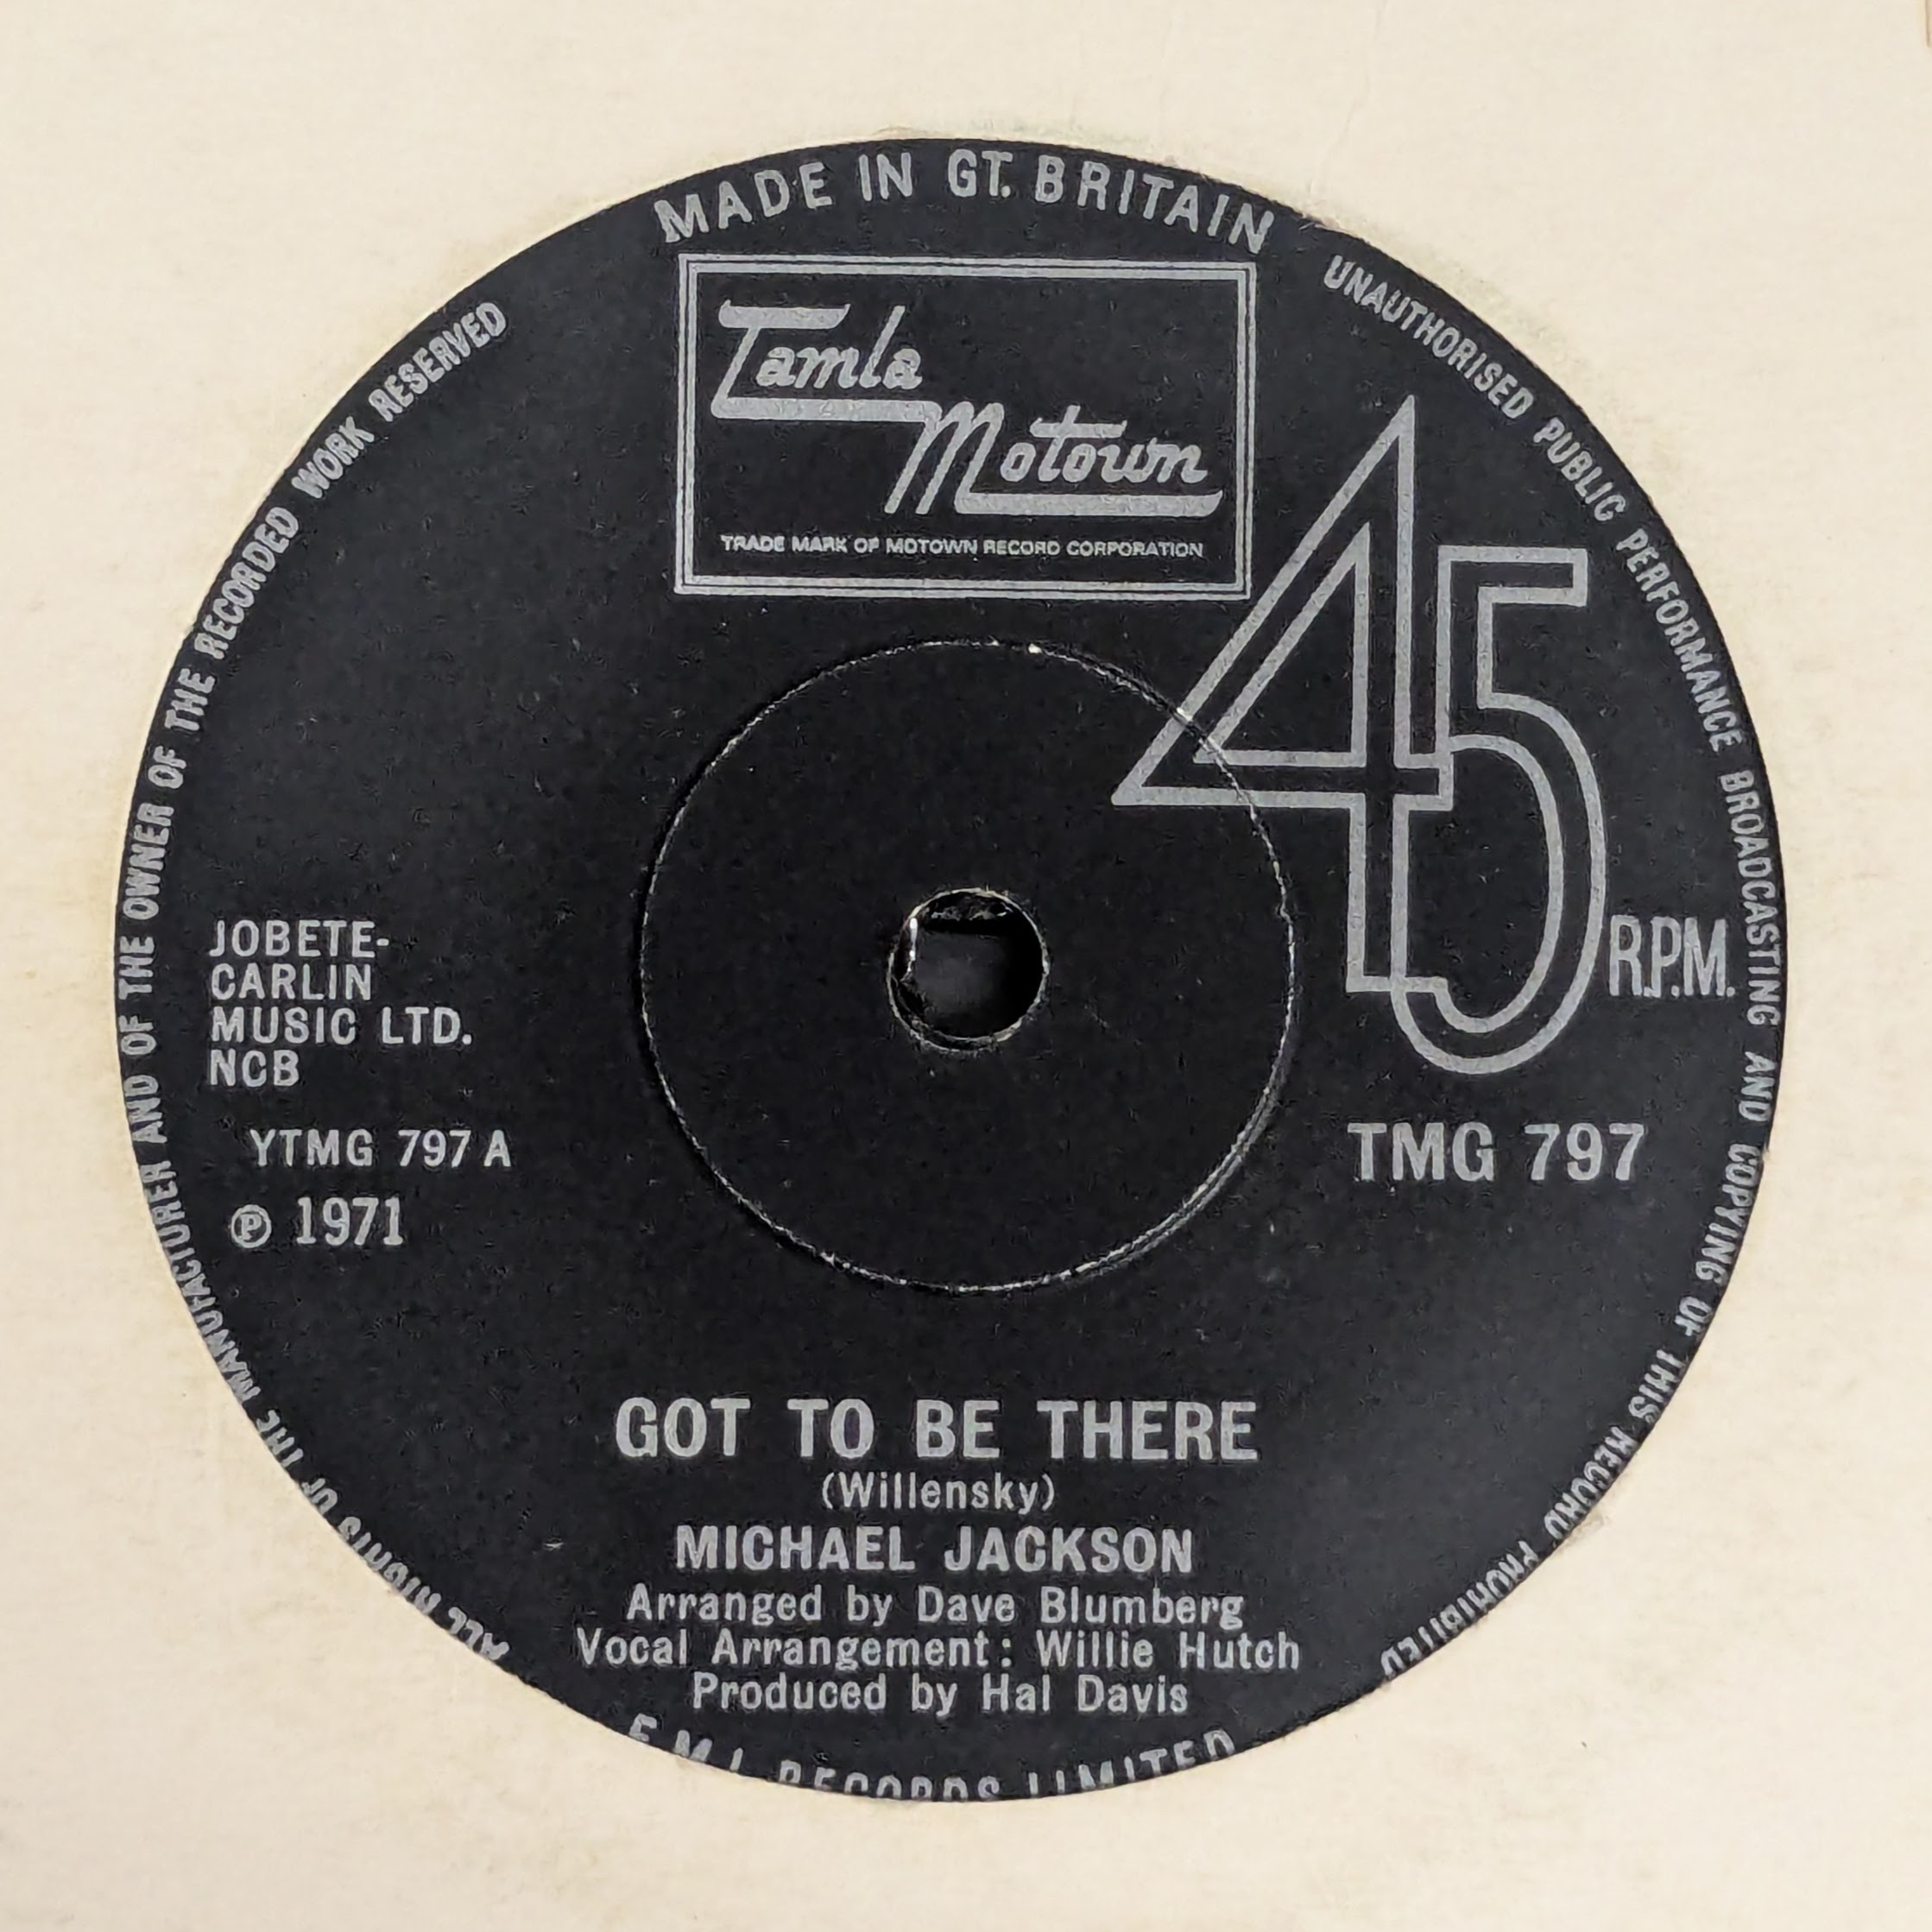 MADE IN GT. BRITAIN
UNAUTHORISED PUBLIC PERFORMANCE BROADCASTING AND COPYING OF THIS RECORD PROHIBITED
E.M.I. RECORDS LIMITED
ALL RIGHTS OF THE MANUFACTURER AND OF THE OWNER OF THE RECORDED WORK RESERVED
Tamla
Motown
TRADE MARK OF MOTOWN RECORD CORPORATION
45
R.P.M.
JOBETE-
CARLIN
MUSIC LTD.
NCB
YTMG 797 A
℗ 1971
TMG 797
GOT TO BE THERE
(Willensky)
MICHAEL JACKSON
Arranged by Dave Blumberg
Vocal Arrangement: Willie Hutch
Produced by Hal Davis